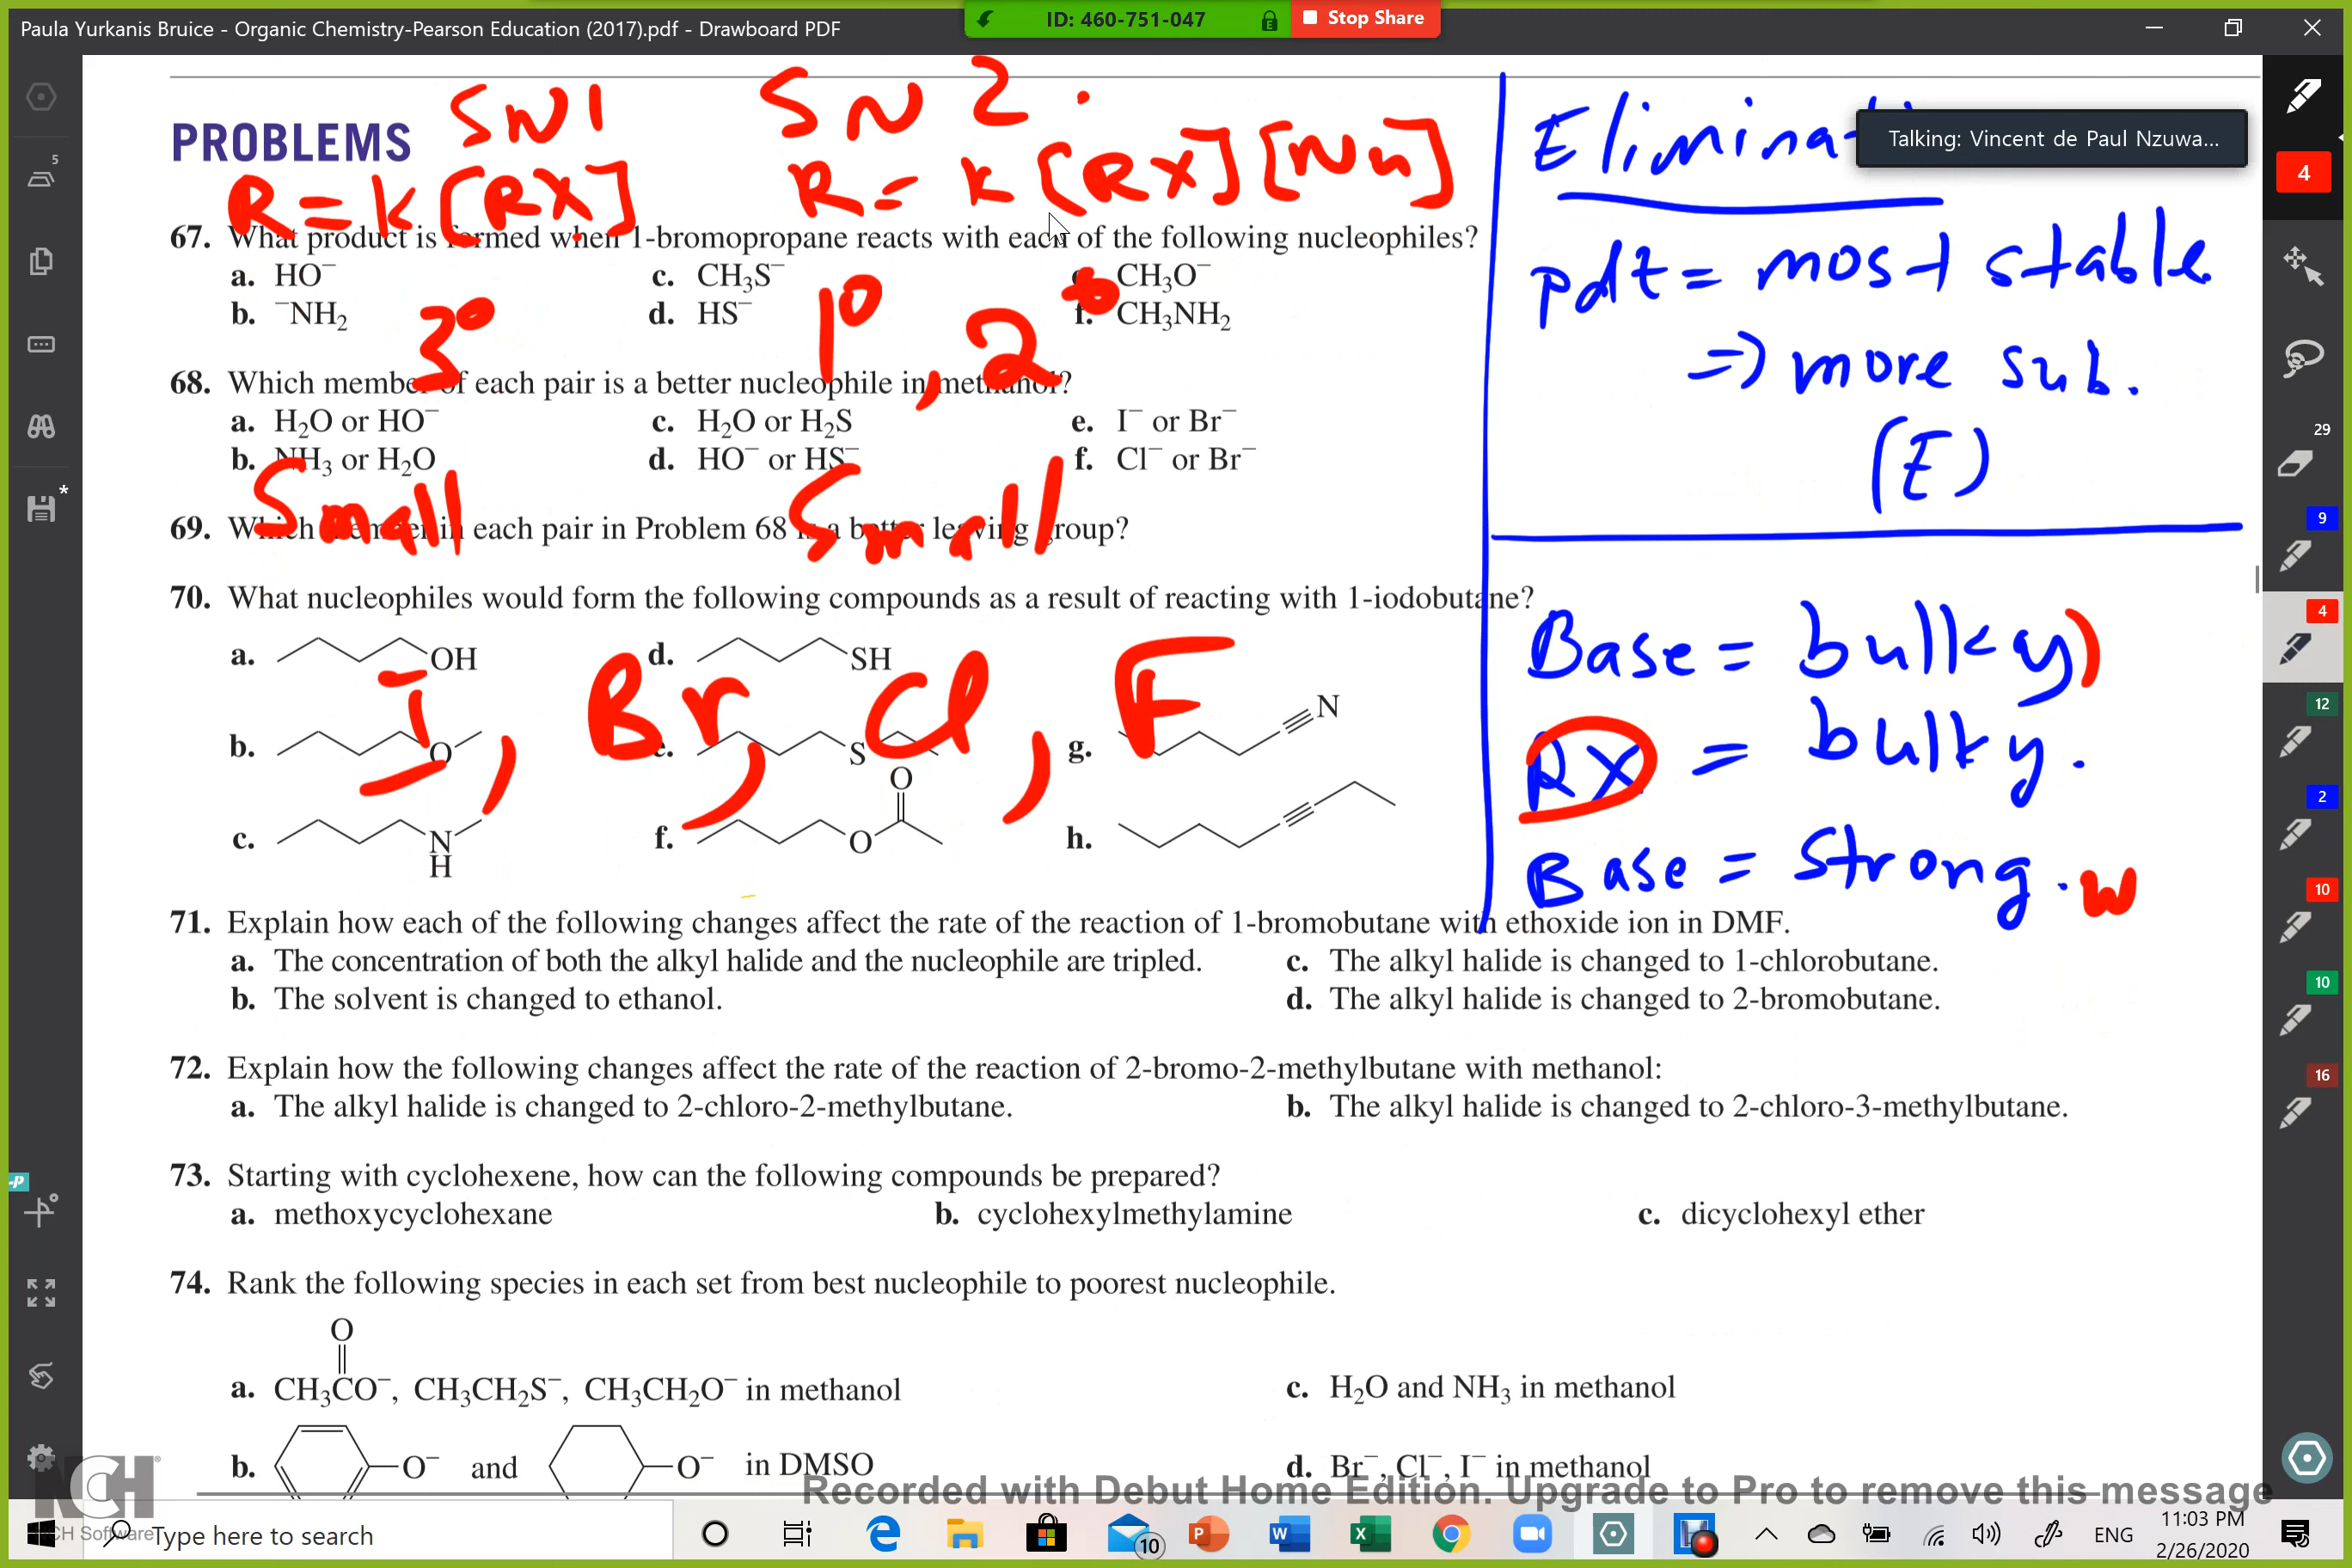 Paula Yurkanis Bruice - Organic Chemistry-Pearson Education (2017).pdf - Drawboard PDF
ID: 460-751-047
Stop Share
Talking: Vincent de Paul Nzuwa...
PROBLEMS
SN1 SN2.
R=K[RX] R=K[RX][Nu]
67. What product is formed when 1-bromopropane reacts with each of the following nucleophiles?
a. HO⁻ c. CH₃S⁻ CH₃O⁻
b. ⁻NH₂ d. HS⁻ f. CH₃NH₂
3° 1°, 2°
68. Which member of each pair is a better nucleophile in methanol?
a. H₂O or HO⁻ c. H₂O or H₂S e. I⁻ or Br⁻
b. NH₃ or H₂O d. HO⁻ or HS⁻ f. Cl⁻ or Br⁻
Small Small
69. Which member in each pair in Problem 68 is a better leaving group?
70. What nucleophiles would form the following compounds as a result of reacting with 1-iodobutane?
a. OH d. SH
I, Br, Cl, F
b. O e. S g. N
c. N H f. O O h.
71. Explain how each of the following changes affect the rate of the reaction of 1-bromobutane with ethoxide ion in DMF.
a. The concentration of both the alkyl halide and the nucleophile are tripled. c. The alkyl halide is changed to 1-chlorobutane.
b. The solvent is changed to ethanol. d. The alkyl halide is changed to 2-bromobutane.
72. Explain how the following changes affect the rate of the reaction of 2-bromo-2-methylbutane with methanol:
a. The alkyl halide is changed to 2-chloro-2-methylbutane. b. The alkyl halide is changed to 2-chloro-3-methylbutane.
73. Starting with cyclohexene, how can the following compounds be prepared?
a. methoxycyclohexane b. cyclohexylmethylamine c. dicyclohexyl ether
74. Rank the following species in each set from best nucleophile to poorest nucleophile.
O
a. CH₃CO⁻, CH₃CH₂S⁻, CH₃CH₂O⁻ in methanol c. H₂O and NH₃ in methanol
b. O⁻ and O⁻ in DMSO d. Br⁻, Cl⁻, I⁻ in methanol
pdt = most stable
=> more sub.
(E)
Base = bulky)
RX = bulky.
Base = strong. w
5
4
29
9
4
12
2
10
10
16
NCH
NCH Software
Recorded with Debut Home Edition. Upgrade to Pro to remove this message
Type here to search
10
ENG
11:03 PM
2/26/2020